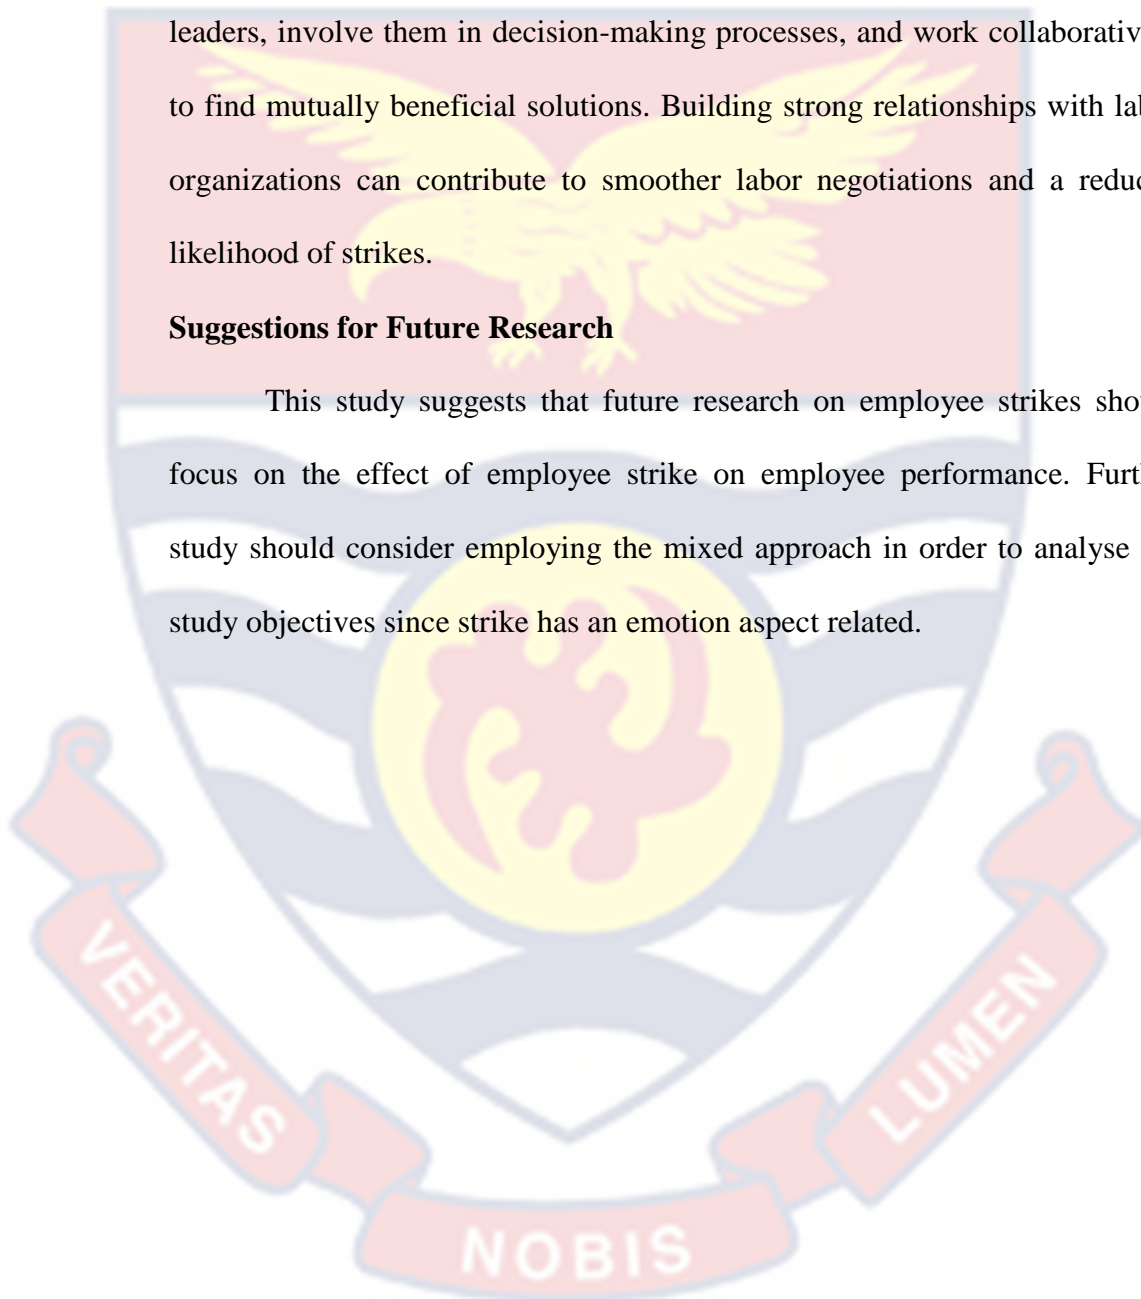 leaders, involve them in decision-making processes, and work collaborativ
to find mutually beneficial solutions. Building strong relationships with lab
organizations can contribute to smoother labor negotiations and a reduc
likelihood of strikes.
Suggestions for Future Research
This study suggests that future research on employee strikes shou
focus on the effect of employee strike on employee performance. Furth
study should consider employing the mixed approach in order to analyse
study objectives since strike has an emotion aspect related.
VERITAS
NOBIS
LUMEN